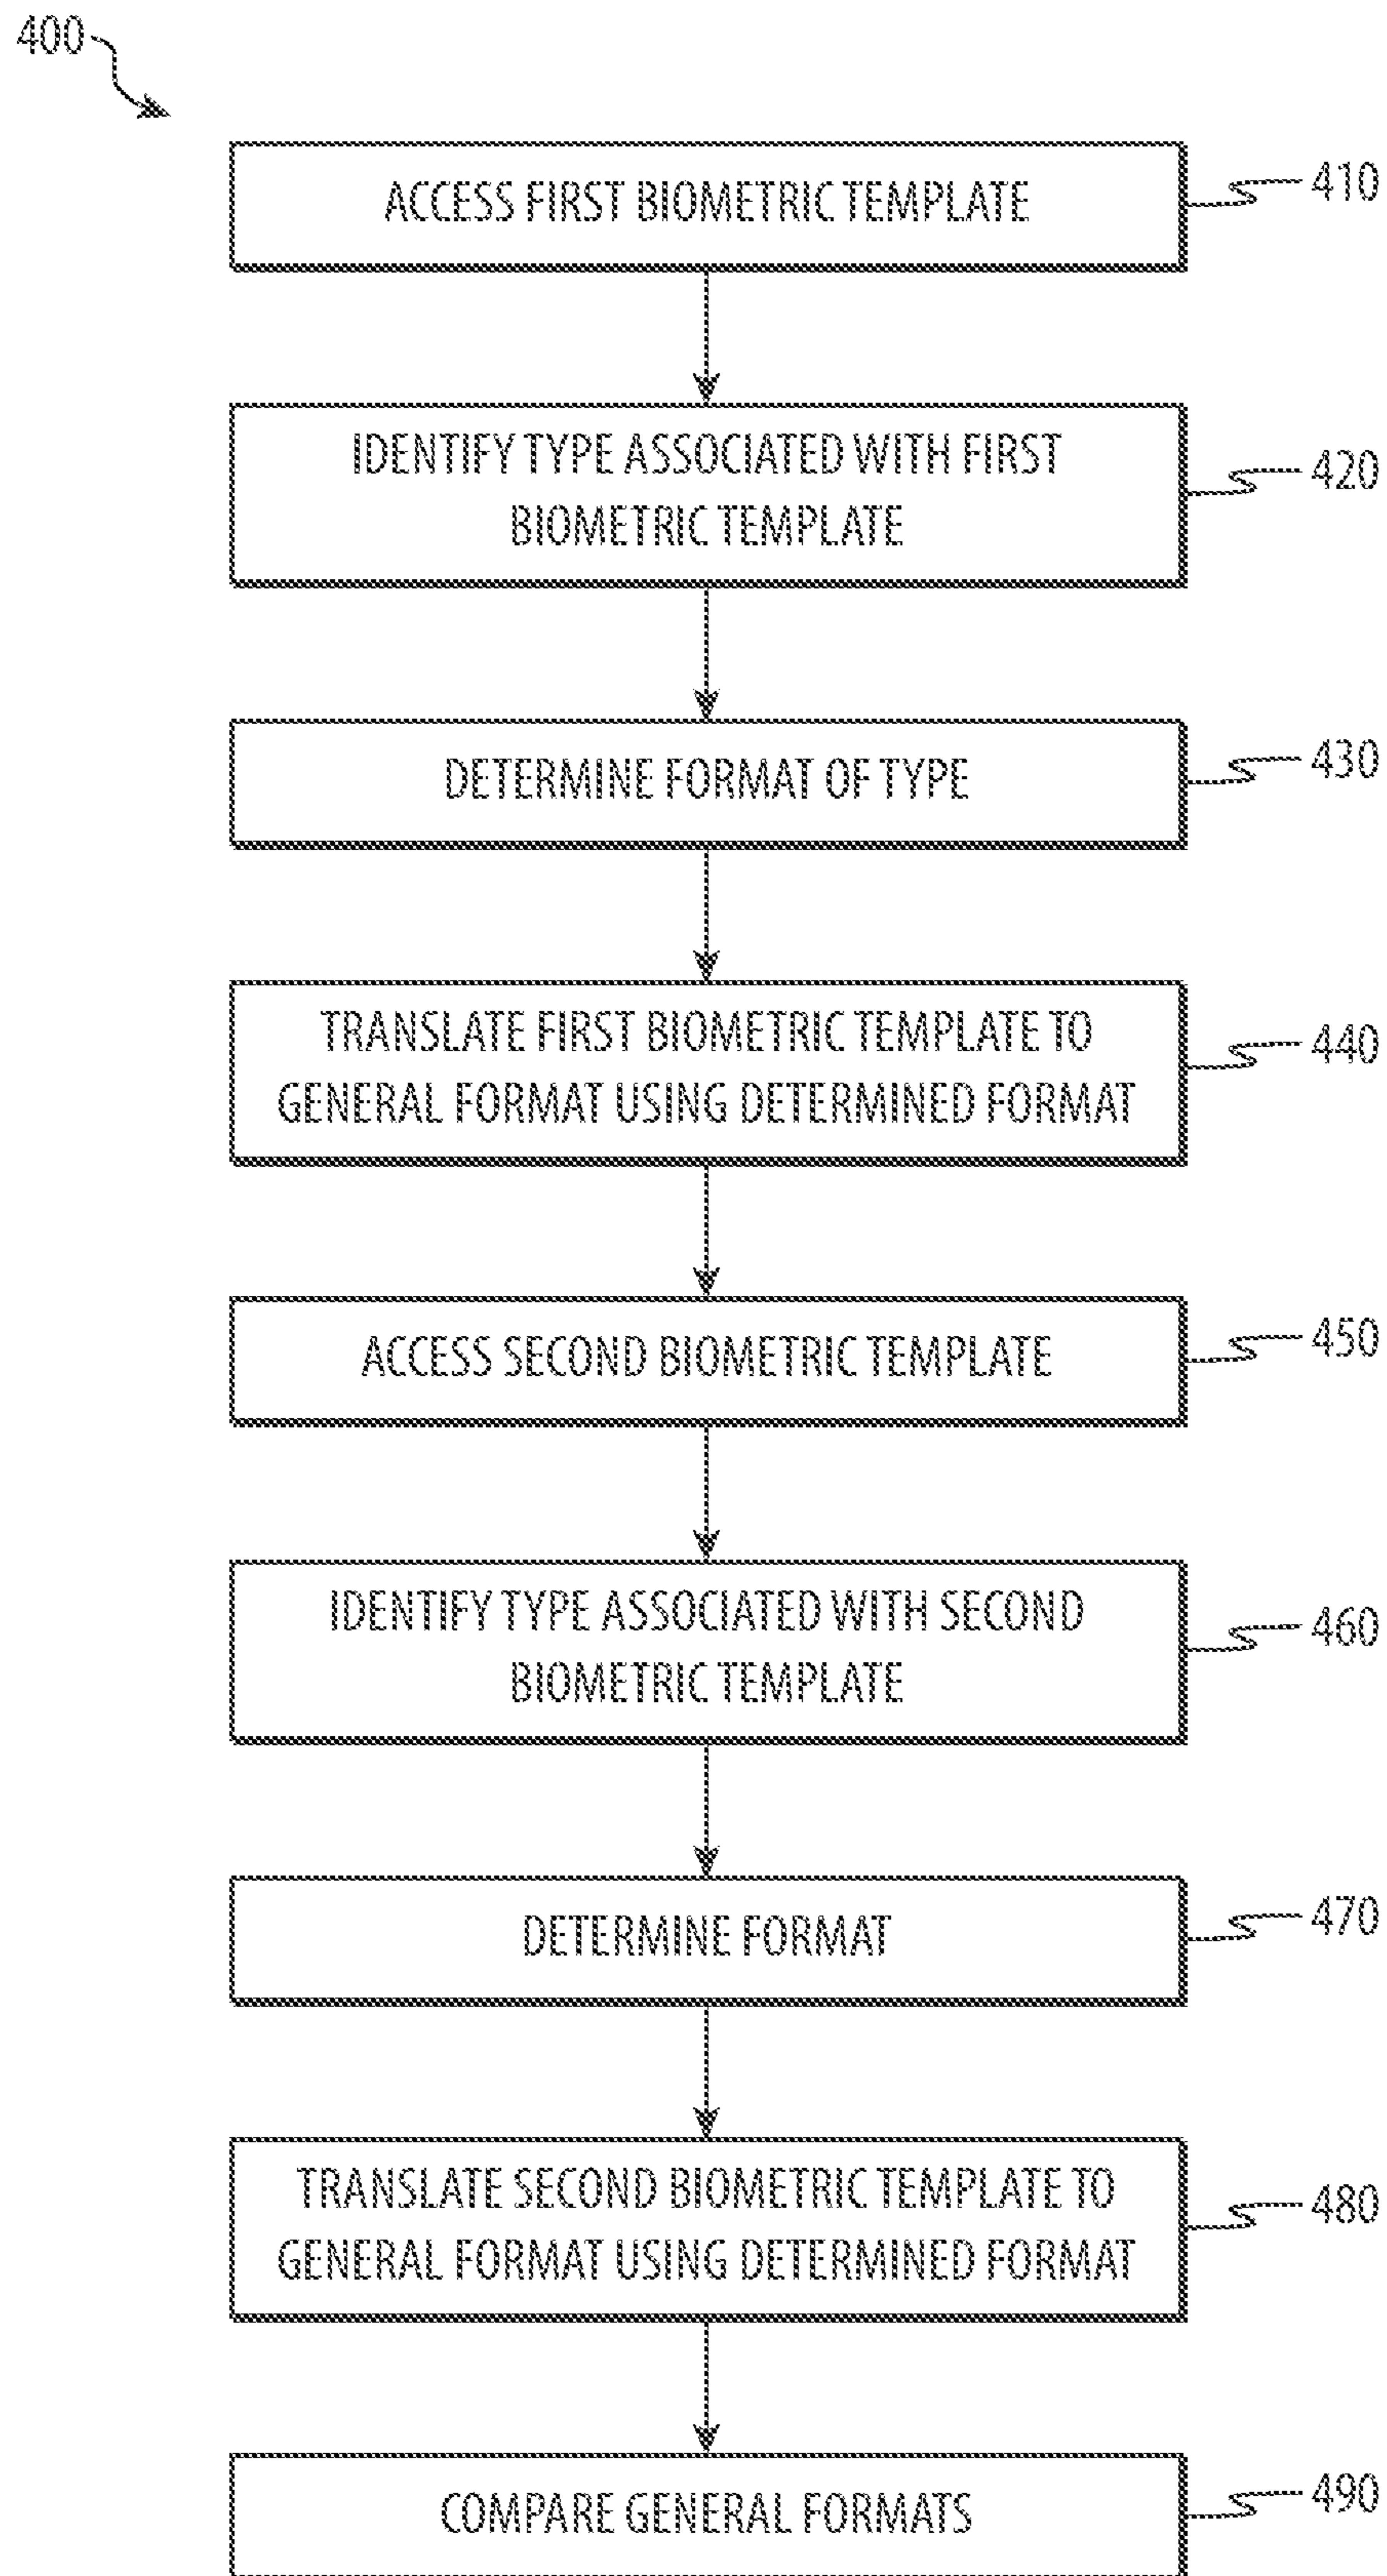 400
ACCESS FIRST BIOMETRIC TEMPLATE
410
IDENTIFY TYPE ASSOCIATED WITH FIRST
BIOMETRIC TEMPLATE
420
DETERMINE FORMAT OF TYPE
430
TRANSLATE FIRST BIOMETRIC TEMPLATE TO
GENERAL FORMAT USING DETERMINED FORMAT
440
ACCESS SECOND BIOMETRIC TEMPLATE
450
IDENTIFY TYPE ASSOCIATED WITH SECOND
BIOMETRIC TEMPLATE
460
DETERMINE FORMAT
470
TRANSLATE SECOND BIOMETRIC TEMPLATE TO
GENERAL FORMAT USING DETERMINED FORMAT
480
COMPARE GENERAL FORMATS
490